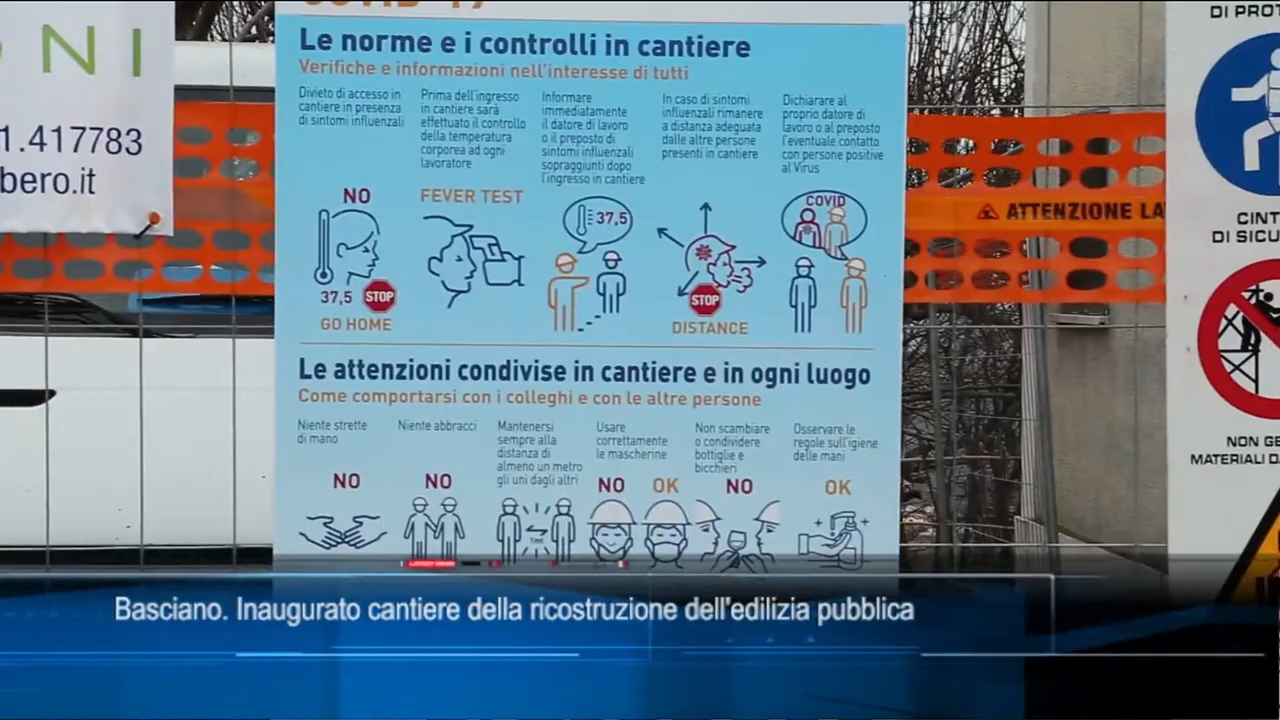 ONI
1.417783
bero.it
COVID-19
Le norme e i controlli in cantiere
Verifiche e informazioni nell'interesse di tutti
Divieto di accesso in
cantiere in presenza
di sintomi influenzali
Prima dell'ingresso
in cantiere sarà
effettuato il controllo
della temperatura
corporea ad ogni
lavoratore
Informare
immediatamente
il datore di lavoro
o il preposto di
sintomi influenzali
sopraggiunti dopo
l'ingresso in cantiere
In caso di sintomi
influenzali rimanere
a distanza adeguata
dalle altre persone
presenti in cantiere
Dichiarare al
proprio datore di
lavoro o al preposto
l'eventuale contatto
con persone positive
al Virus
NO
FEVER TEST
37,5
COVID
37,5
STOP
GO HOME
STOP
DISTANCE
Le attenzioni condivise in cantiere e in ogni luogo
Come comportarsi con i colleghi e con le altre persone
Niente strette
di mano
Niente abbracci
Mantenersi
sempre alla
distanza di
almeno un metro
gli uni dagli altri
Usare
correttamente
le mascherine
Non scambiare
o condividere
bottiglie e
bicchieri
Osservare le
regole sull'igiene
delle mani
NO
NO
NO
OK
NO
OK
1mt
ATTENZIONE LA
DI PROT
CINT
DI SICU
NON GE
MATERIALI DA
LATEST NEWS
Basciano. Inaugurato cantiere della ricostruzione dell'edilizia pubblica